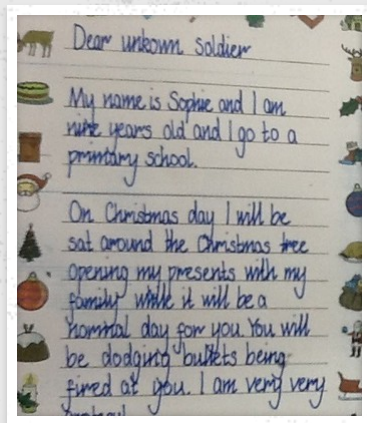 Dear unkown soldier
My name is Sophie and I am
nine years old and I go to a
primary school.
On Christmas day I will be
sat around the Christmas tree
opening my presents with my
family while it will be a
normal day for you. You will
be dodging bullets being
fired at you. I am very very